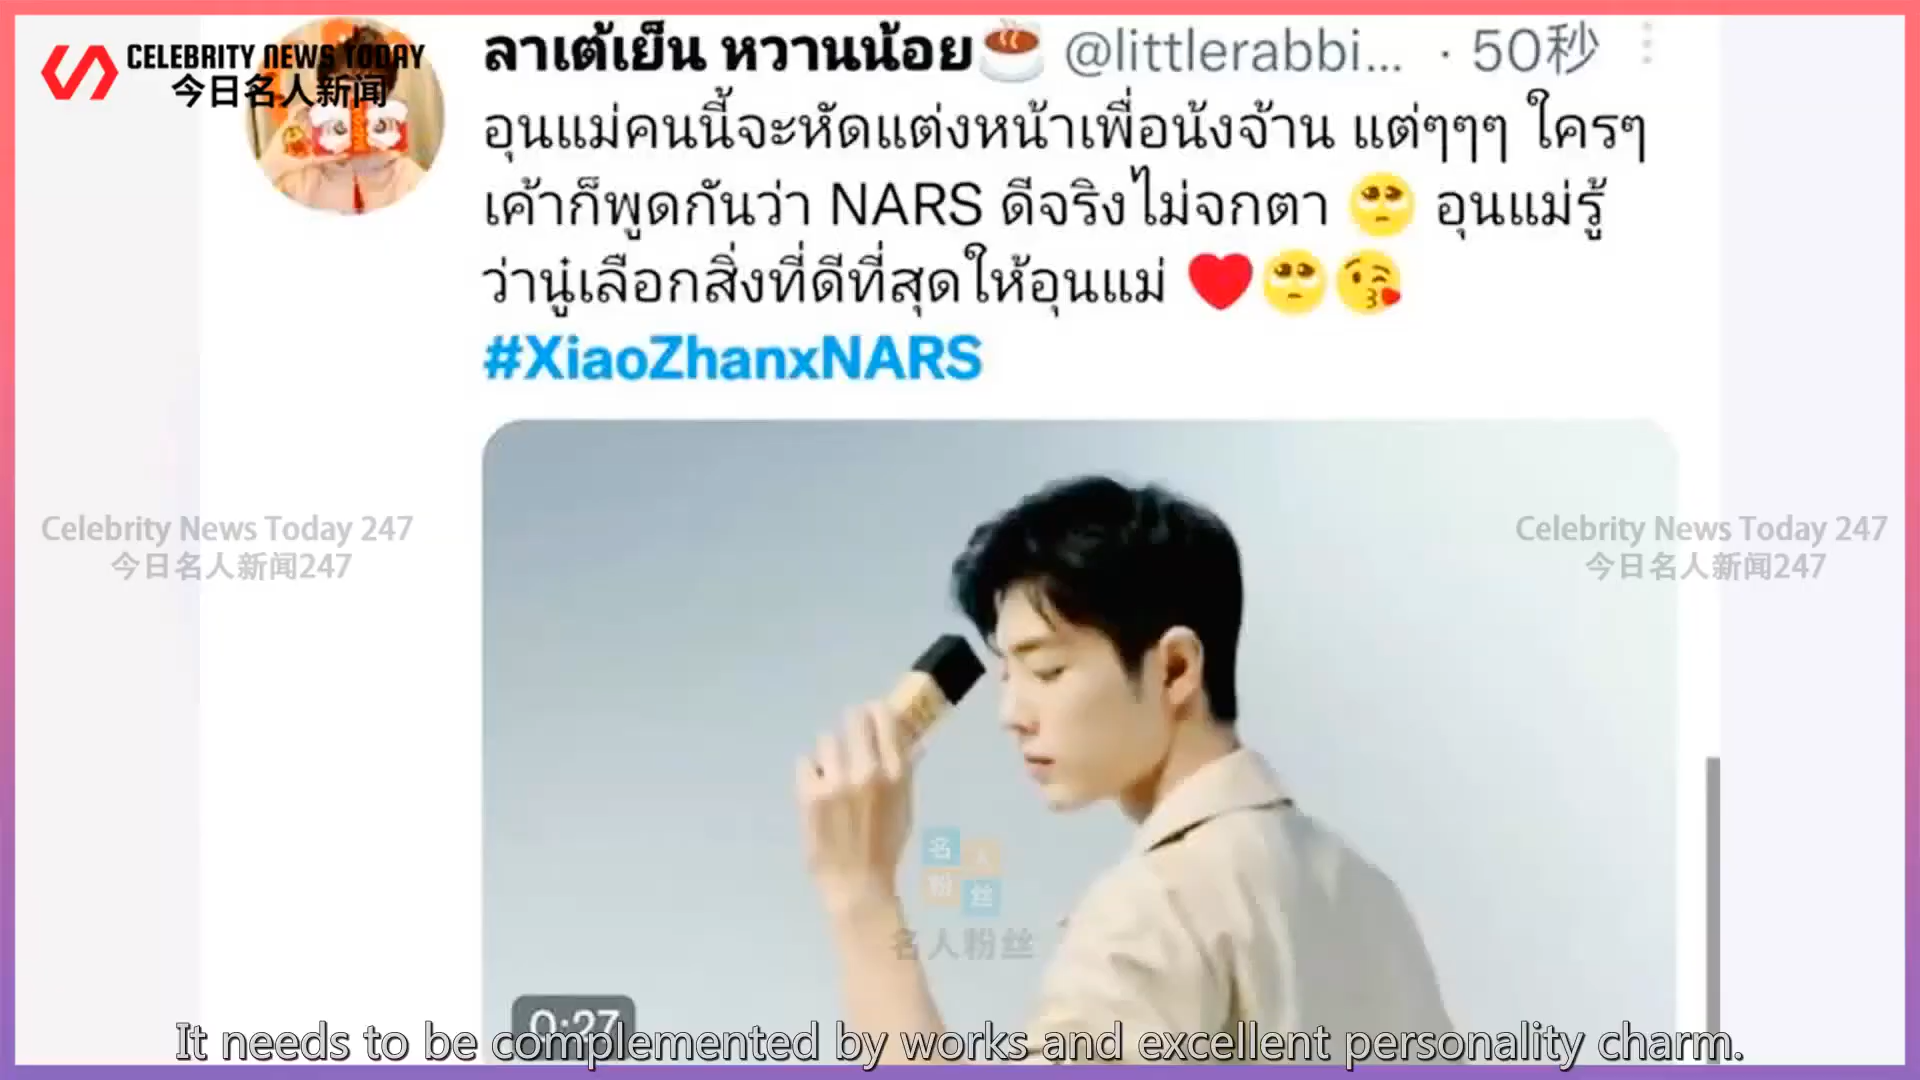 CELEBRITY NEWS TODAY
今日名人新闻
ลาเต้เย็น หวานน้อย @littlerabbi... · 50秒
อุนแม่คนนี้จะหัดแต่งหน้าเพื่อน้งจ้าน แต่ๆๆๆ ใครๆ
เค้าก็พูดกันว่า NARS ดีจริงไม่จกตา 🥺 อุนแม่รู้
ว่านู๋เลือกสิ่งที่ดีที่สุดให้อุนแม่ ❤️🥺😘
#XiaoZhanxNARS
Celebrity News Today 247
今日名人新闻247
Celebrity News Today 247
今日名人新闻247
名人
粉丝
名人粉丝
0:27
It needs to be complemented by works and excellent personality charm.